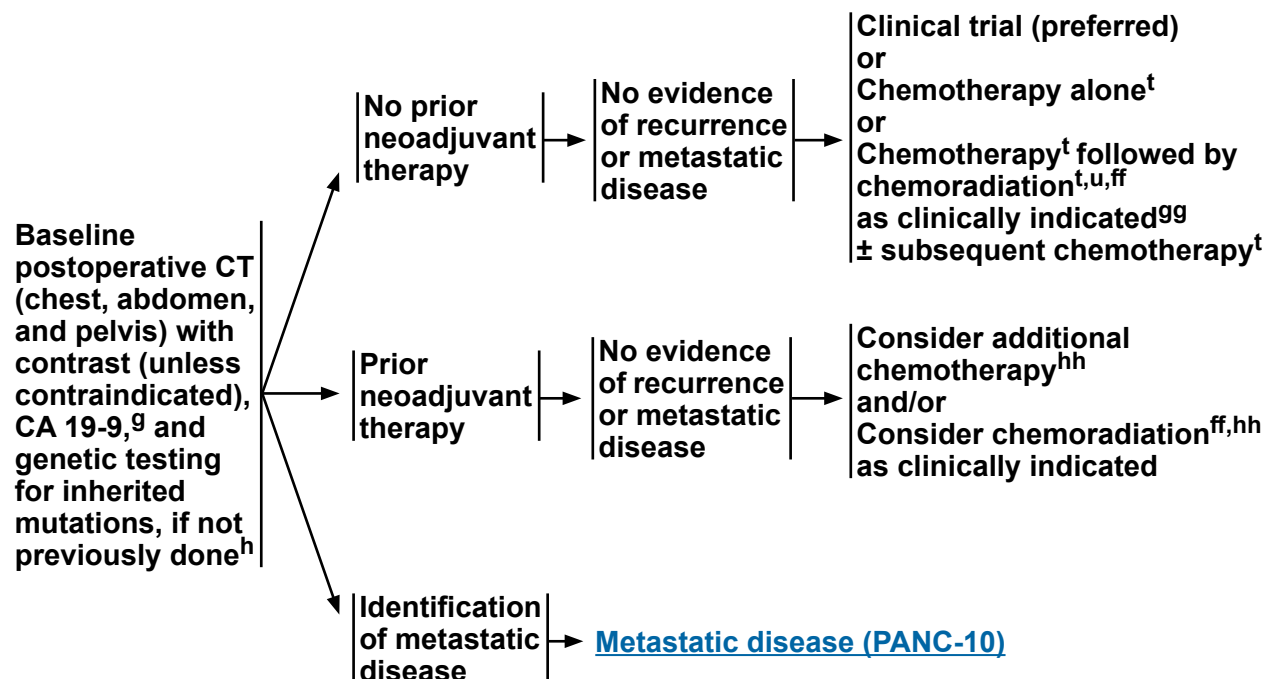 Baseline
postoperative CT
(chest, abdomen,
and pelvis) with
contrast (unless
contraindicated),
CA 19-9,g and
genetic testing
for inherited
mutations, if not
previously doneh
No prior
neoadjuvant
therapy
No evidence
of recurrence
or metastatic
disease
Clinical trial (preferred)
or
Chemotherapy alonet
or
Chemotherapyt followed by
chemoradiationt,u,ff
as clinically indicatedgg
± subsequent chemotherapyt
Prior
neoadjuvant
therapy
No evidence
of recurrence
or metastatic
disease
Consider additional
chemotherapyhh
and/or
Consider chemoradiationff,hh
as clinically indicated
Identification
of metastatic
disease
Metastatic disease (PANC-10)